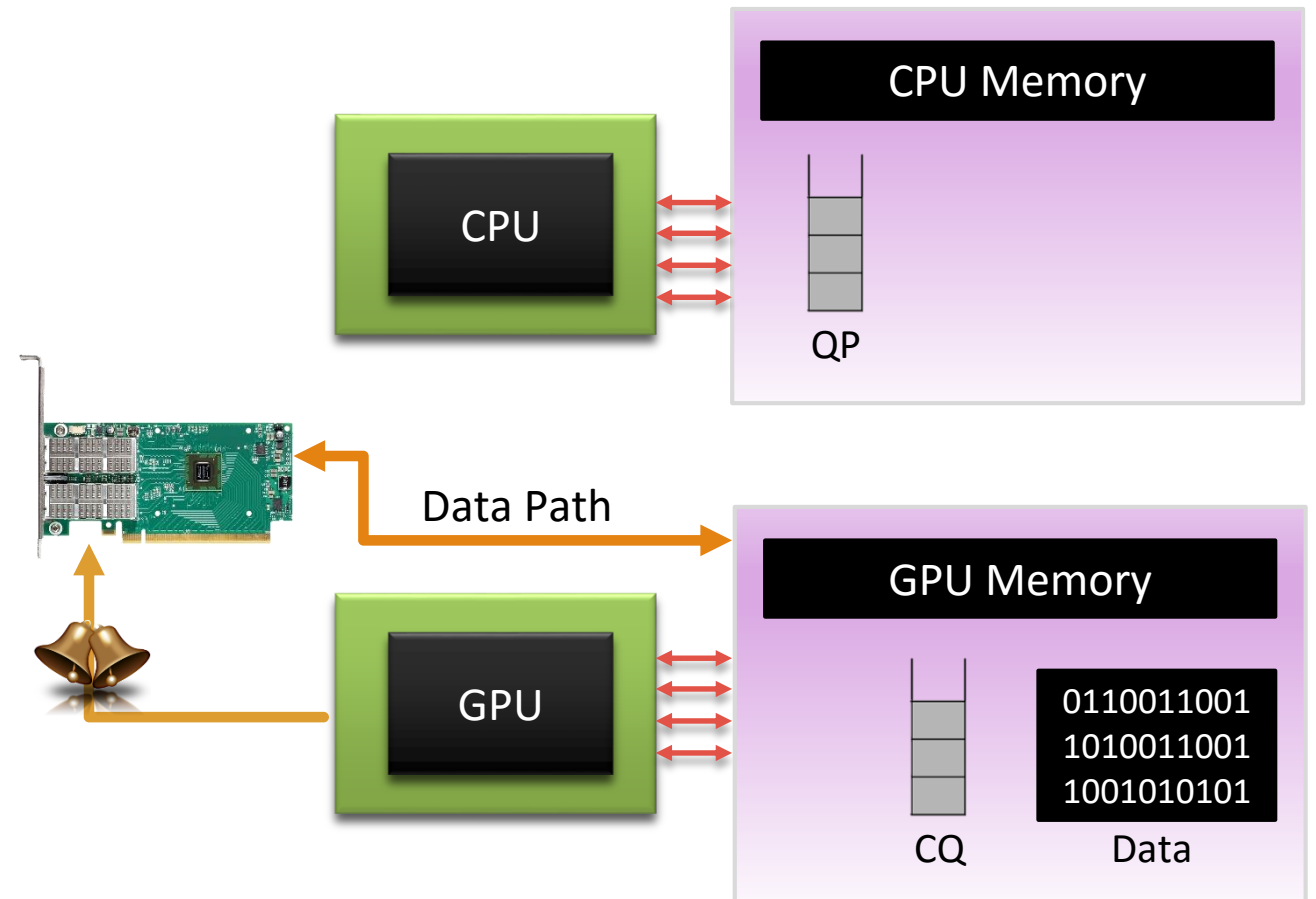 CPU Memory
CPU
QP
Data Path
GPU Memory
GPU
0110011001
1010011001
1001010101
CQ
Data